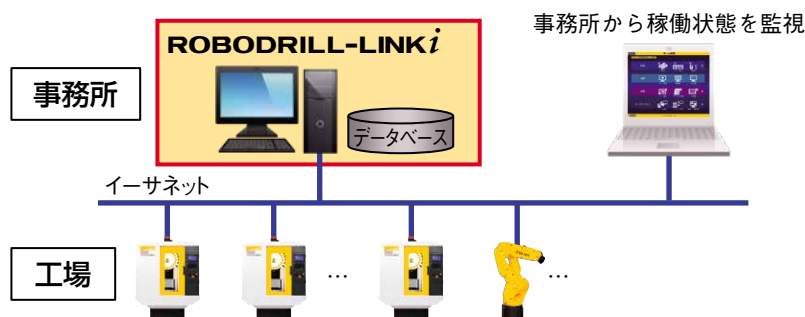 事務所から稼働状態を監視
ROBODRILL-LINKi
事務所
データベース
イーサネット
工場
...
...